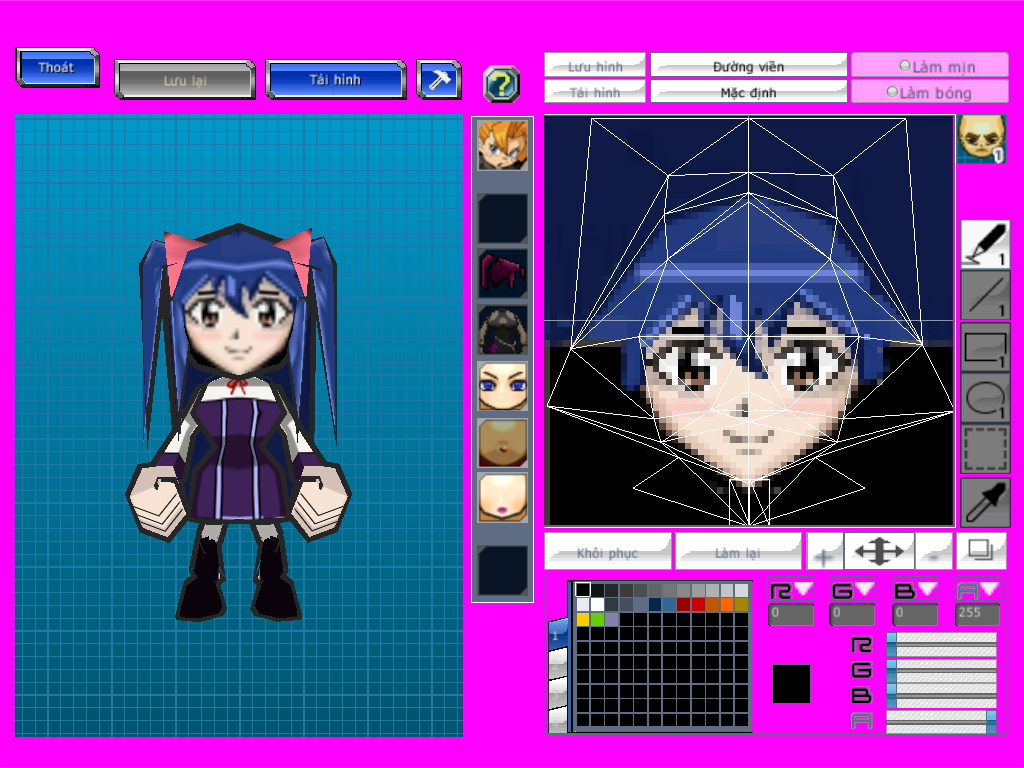 Thoát
Lưu lại
Tải hình
?
Lưu hình
Đường viền
Làm mịn
Tải hình
Mặc định
Làm bóng
1
1
1
1
1
Khôi phục
Làm lại
+
-
R
G
B
A
0
0
0
255
1
R
G
B
A